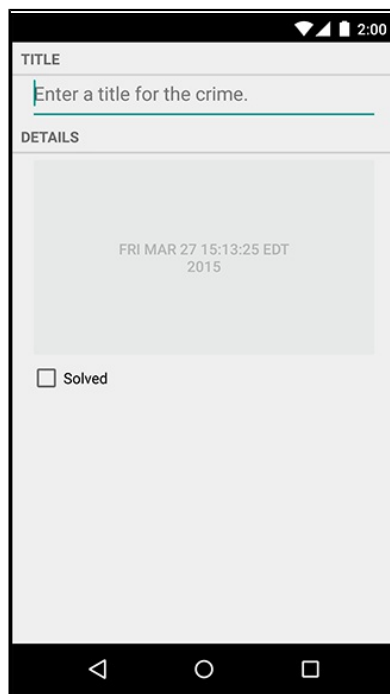 2:00
TITLE
Enter a title for the crime.
DETAILS
FRI MAR 27 15:13:25 EDT
2015
Solved